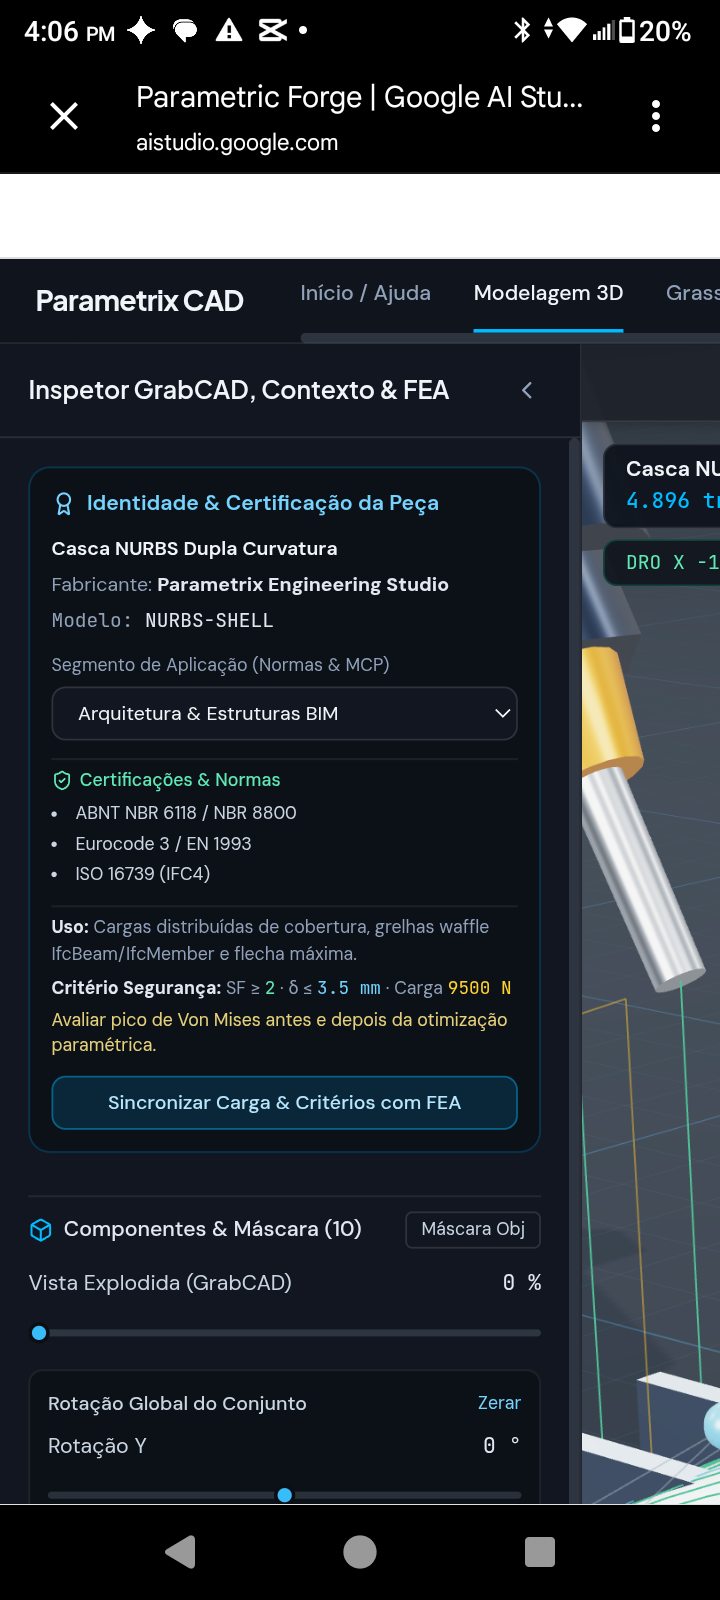 4:06 PM
20%
Parametric Forge | Google AI Stu...
aistudio.google.com
Parametrix CAD
Início / Ajuda
Modelagem 3D
Grass
Inspetor GrabCAD, Contexto & FEA
Casca NU
4.896 tr
DRO X -1
Identidade & Certificação da Peça
Casca NURBS Dupla Curvatura
Fabricante: Parametrix Engineering Studio
Modelo: NURBS-SHELL
Segmento de Aplicação (Normas & MCP)
Arquitetura & Estruturas BIM
Certificações & Normas
• ABNT NBR 6118 / NBR 8800
• Eurocode 3 / EN 1993
• ISO 16739 (IFC4)
Uso: Cargas distribuídas de cobertura, grelhas waffle
IfcBeam/IfcMember e flecha máxima.
Critério Segurança: SF ≥ 2 · δ ≤ 3.5 mm · Carga 9500 N
Avaliar pico de Von Mises antes e depois da otimização
paramétrica.
Sincronizar Carga & Critérios com FEA
Componentes & Máscara (10)
Máscara Obj
Vista Explodida (GrabCAD)
0 %
Rotação Global do Conjunto
Zerar
Rotação Y
0 °